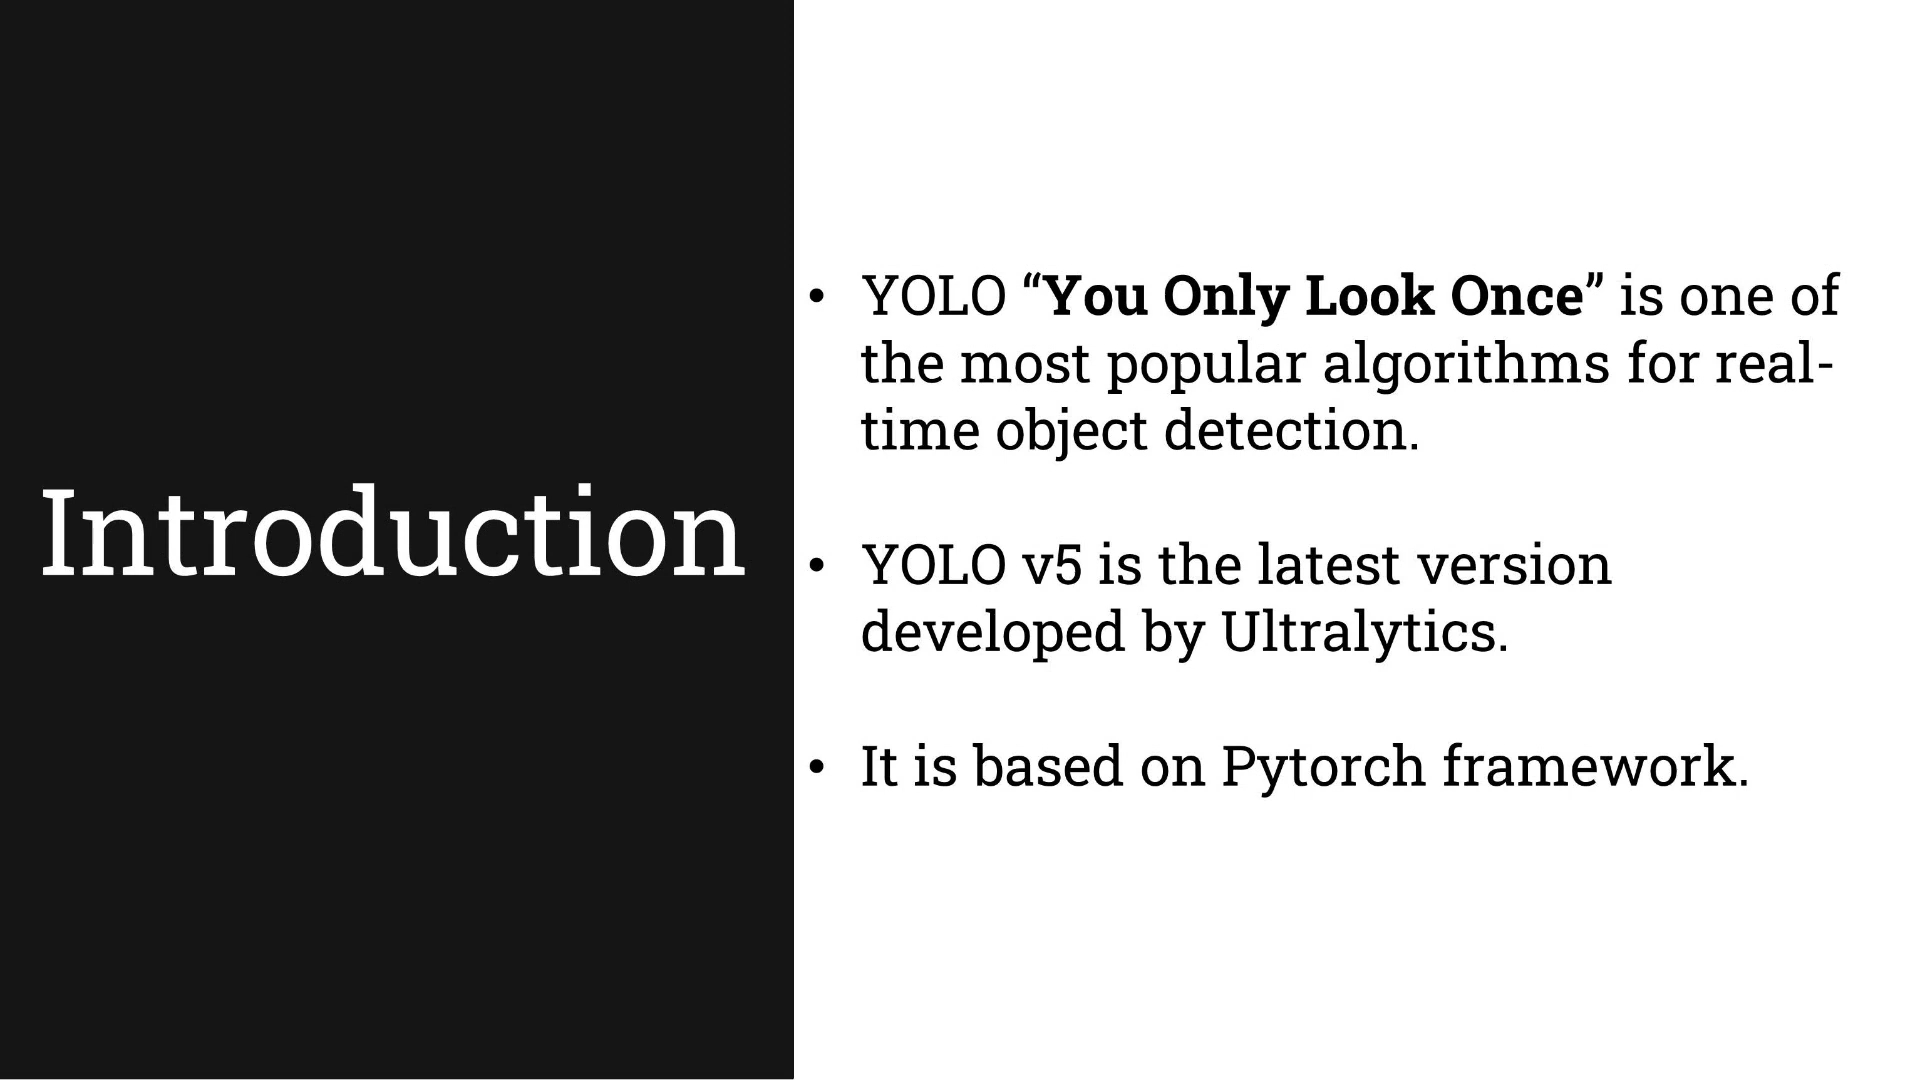 Introduction
• YOLO “You Only Look Once” is one of
the most popular algorithms for real-
time object detection.
• YOLO v5 is the latest version
developed by Ultralytics.
• It is based on Pytorch framework.